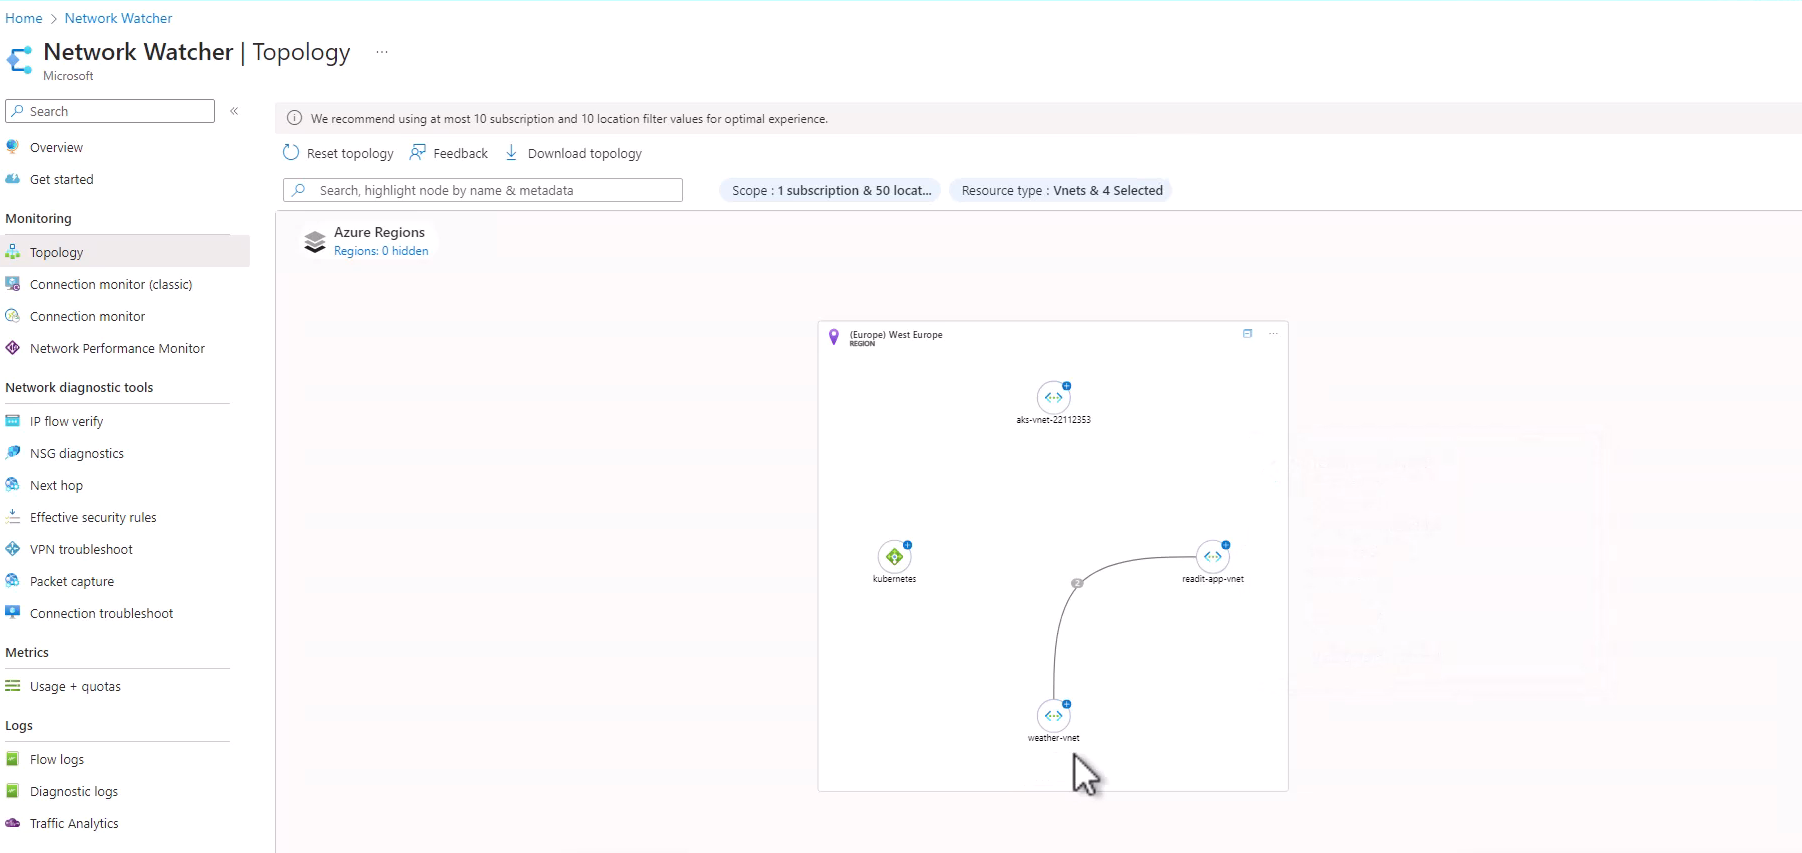 Home > Network Watcher
Network Watcher | Topology ...
Microsoft
Search «
Overview
Get started
Monitoring
Topology
Connection monitor (classic)
Connection monitor
Network Performance Monitor
Network diagnostic tools
IP flow verify
NSG diagnostics
Next hop
Effective security rules
VPN troubleshoot
Packet capture
Connection troubleshoot
Metrics
Usage + quotas
Logs
Flow logs
Diagnostic logs
Traffic Analytics
We recommend using at most 10 subscription and 10 location filter values for optimal experience.
Reset topology Feedback Download topology
Search, highlight node by name & metadata
Scope : 1 subscription & 50 locat... Resource type : Vnets & 4 Selected
Azure Regions
Regions: 0 hidden
(Europe) West Europe
REGION
aks-vnet-22112353
kubernetes
readit-app-vnet
2
weather-vnet